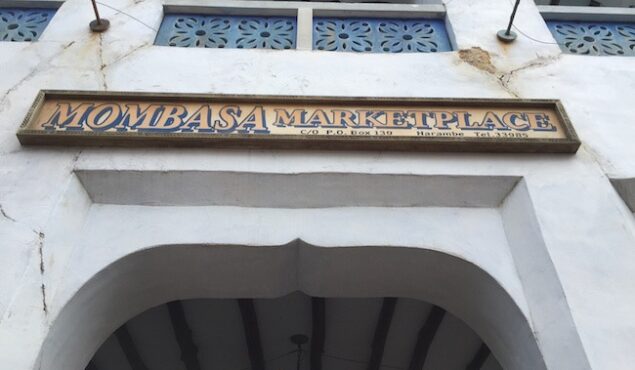 MOMBASA MARKETPLACE
C/O P.O. Box 139 Harambe Tel.33985